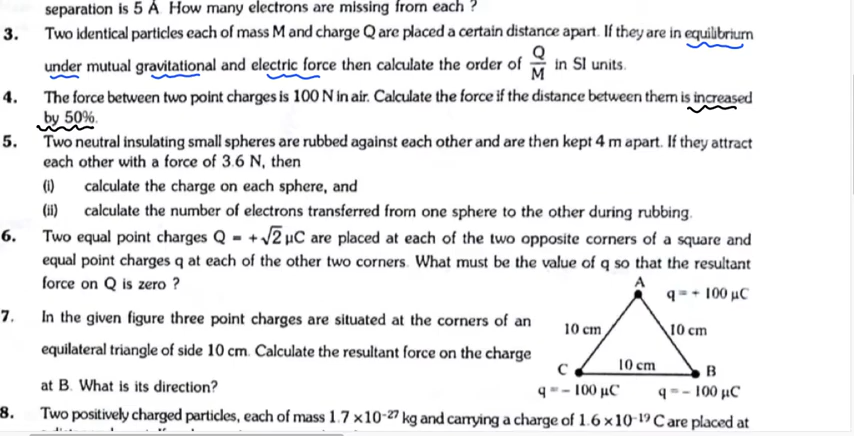 separation is 5 Å. How many electrons are missing from each ?
3. Two identical particles each of mass M and charge Q are placed a certain distance apart. If they are in equilibrium
under mutual gravitational and electric force then calculate the order of Q/M in SI units.
4. The force between two point charges is 100 N in air. Calculate the force if the distance between them is increased
by 50%.
5. Two neutral insulating small spheres are rubbed against each other and are then kept 4 m apart. If they attract
each other with a force of 3.6 N, then
(i) calculate the charge on each sphere, and
(ii) calculate the number of electrons transferred from one sphere to the other during rubbing.
6. Two equal point charges Q = +√2 μC are placed at each of the two opposite corners of a square and
equal point charges q at each of the other two corners. What must be the value of q so that the resultant
force on Q is zero ?
A
q = + 100 μC
7. In the given figure three point charges are situated at the corners of an
10 cm 10 cm
equilateral triangle of side 10 cm. Calculate the resultant force on the charge
C 10 cm B
at B. What is its direction?
q = - 100 μC q = - 100 μC
8. Two positively charged particles, each of mass 1.7 ×10⁻²⁷ kg and carrying a charge of 1.6 ×10⁻¹⁹ C are placed at